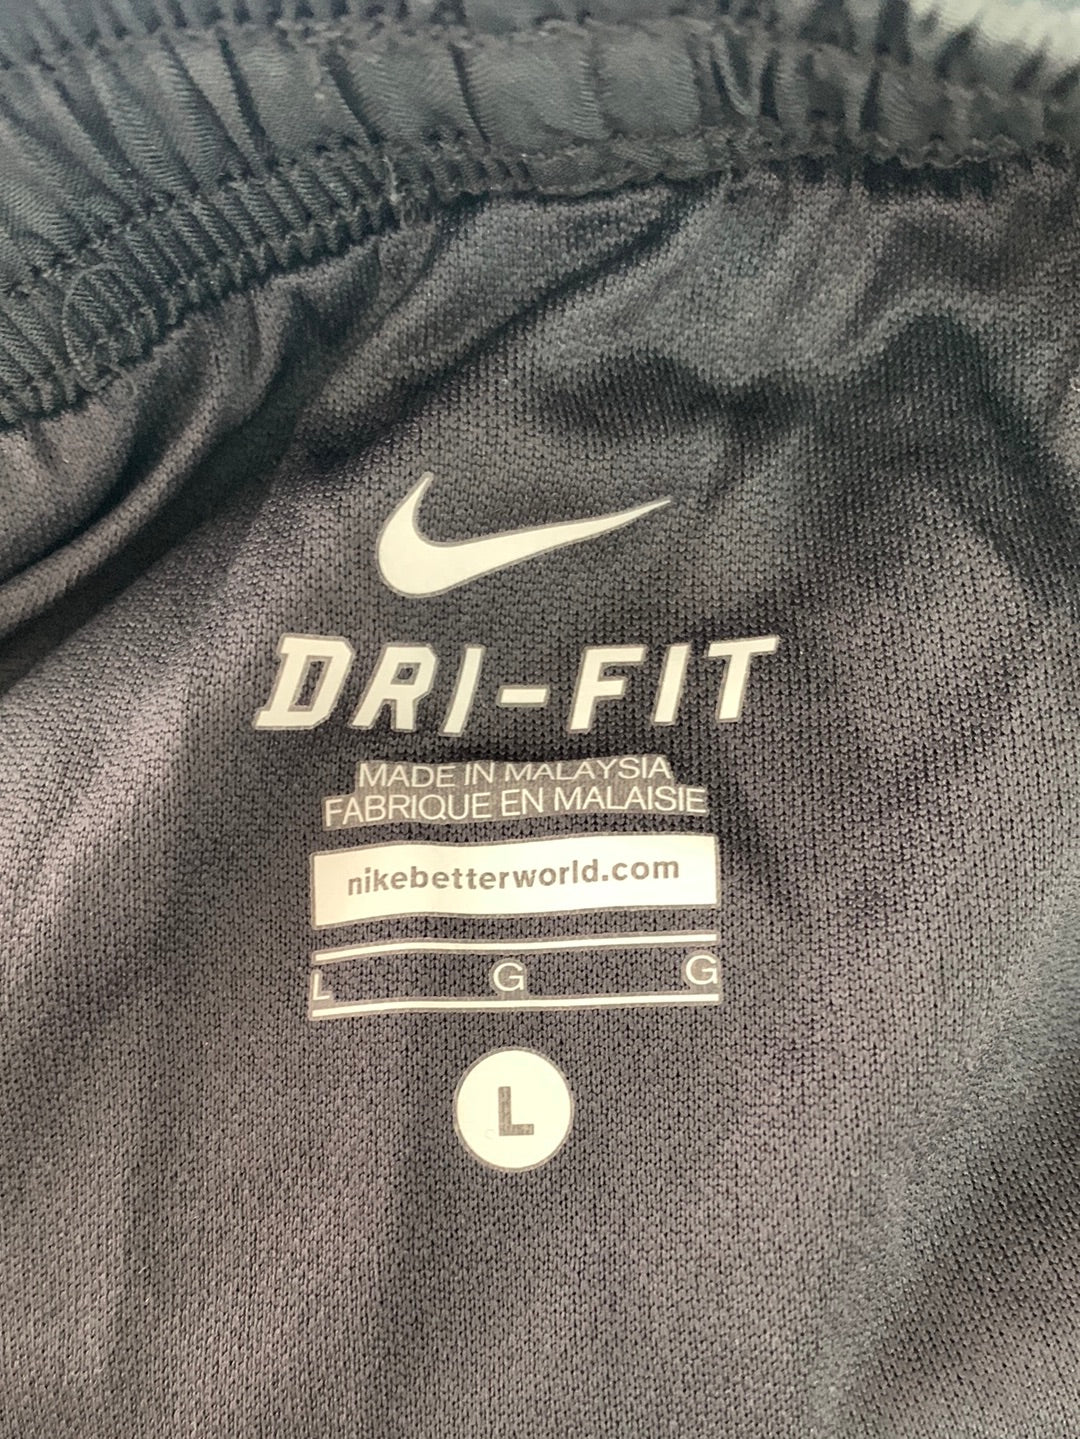 DRI-FIT
MADE IN MALAYSIA
FABRIQUE EN MALAISIE
nikebetterworld.com
L G G
L